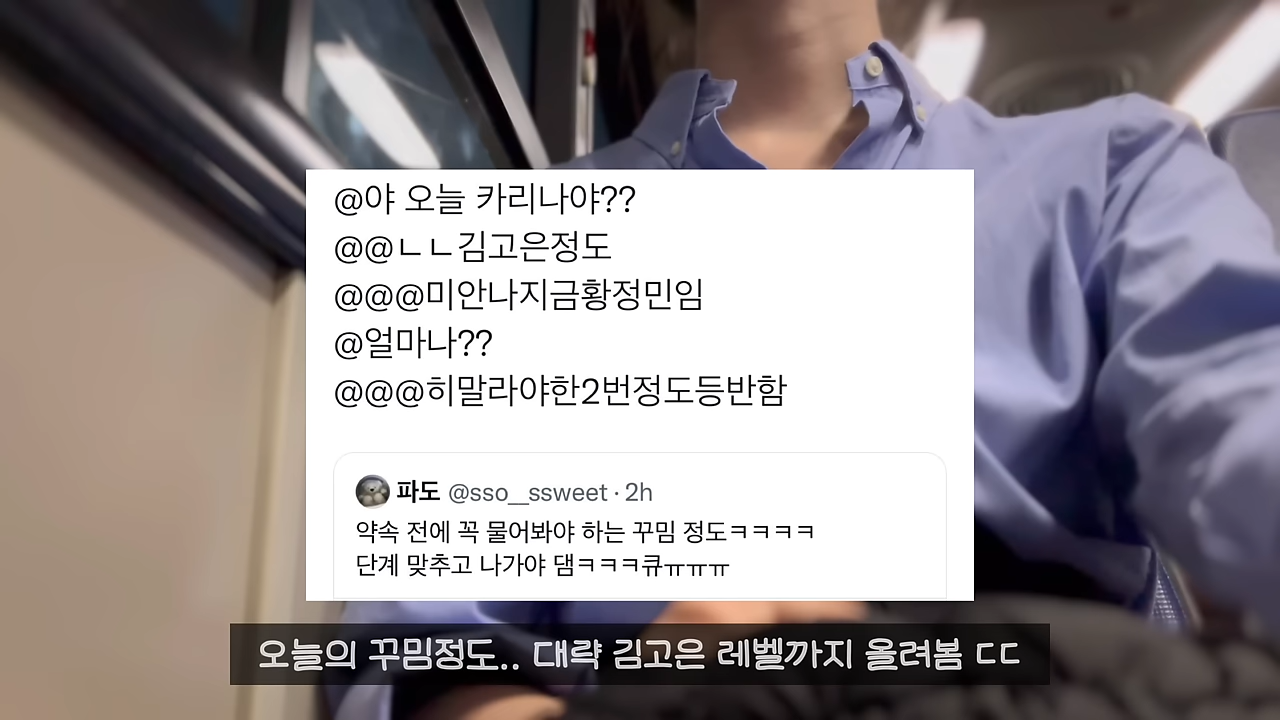 @야 오늘 카리나야??
@@ㄴㄴ김고은정도
@@@미안나지금황정민임
@얼마나??
@@@히말라야한2번정도등반함
파도 @sso__ssweet · 2h
약속 전에 꼭 물어봐야 하는 꾸밈 정도ㅋㅋㅋㅋ
단계 맞추고 나가야 댐ㅋㅋㅋ큐ㅠㅠㅠ
오늘의 꾸밈정도.. 대략 김고은 레벨까지 올려봄 ㄷㄷ